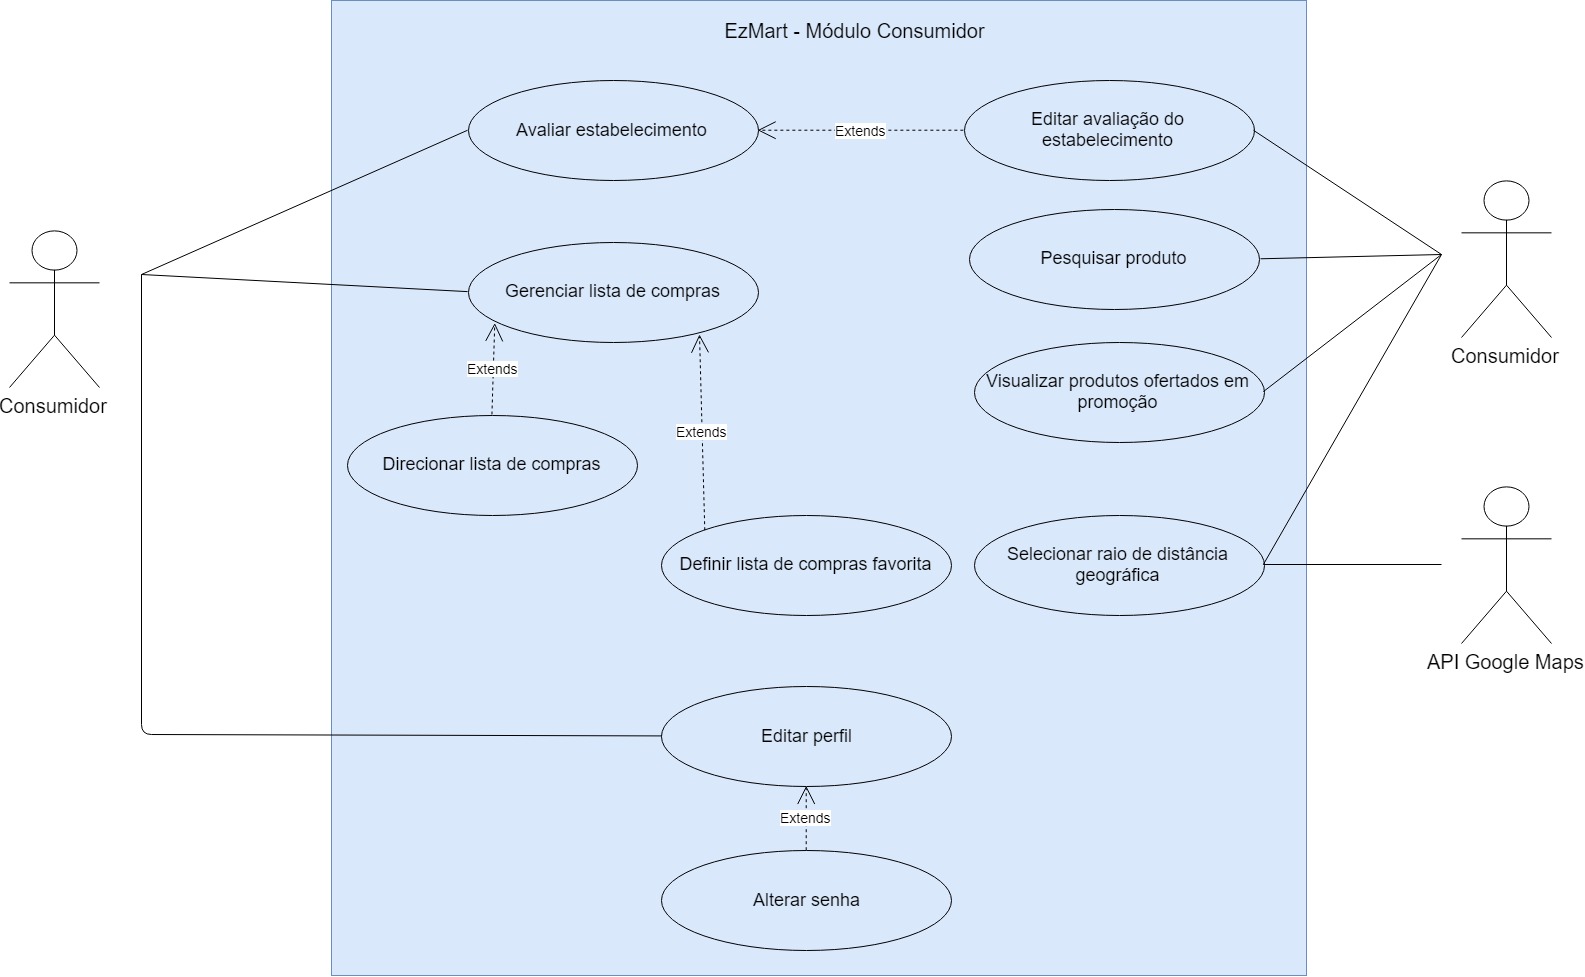 EzMart - Módulo Consumidor
Avaliar estabelecimento
Extends
Editar avaliação do
estabelecimento
Pesquisar produto
Gerenciar lista de compras
Consumidor
Consumidor
Extends
Visualizar produtos ofertados em
promoção
Extends
Direcionar lista de compras
Definir lista de compras favorita
Selecionar raio de distância
geográfica
API Google Maps
Editar perfil
Extends
Alterar senha